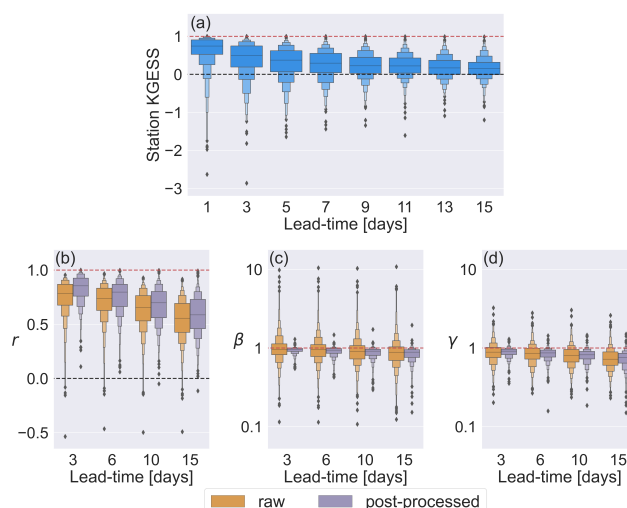 (a)
Station KGESS
1
0
−1
−2
−3
1 3 5 7 9 11 13 15
Lead-time [days]
(b)
r
1.0
0.5
0.0
−0.5
3 6 10 15
Lead-time [days]
(c)
β
10
1
0.1
3 6 10 15
Lead-time [days]
(d)
γ
10
1
0.1
3 6 10 15
Lead-time [days]
raw post-processed